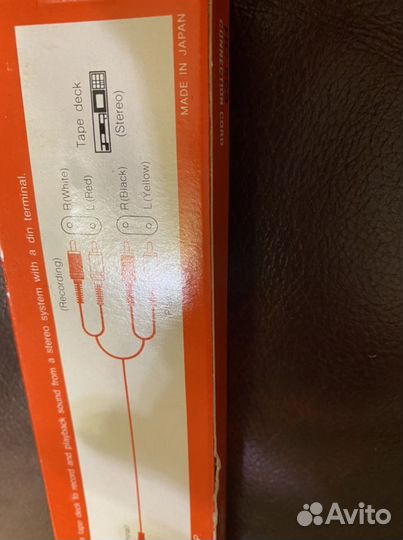 CONNECTION CORD
MADE IN JAPAN
Tape deck
(Stereo)
R(White)
L(Red)
R(Black)
L(Yellow)
(Recording)
tape deck to record and playback sound from a stereo system with a din terminal.
Avito